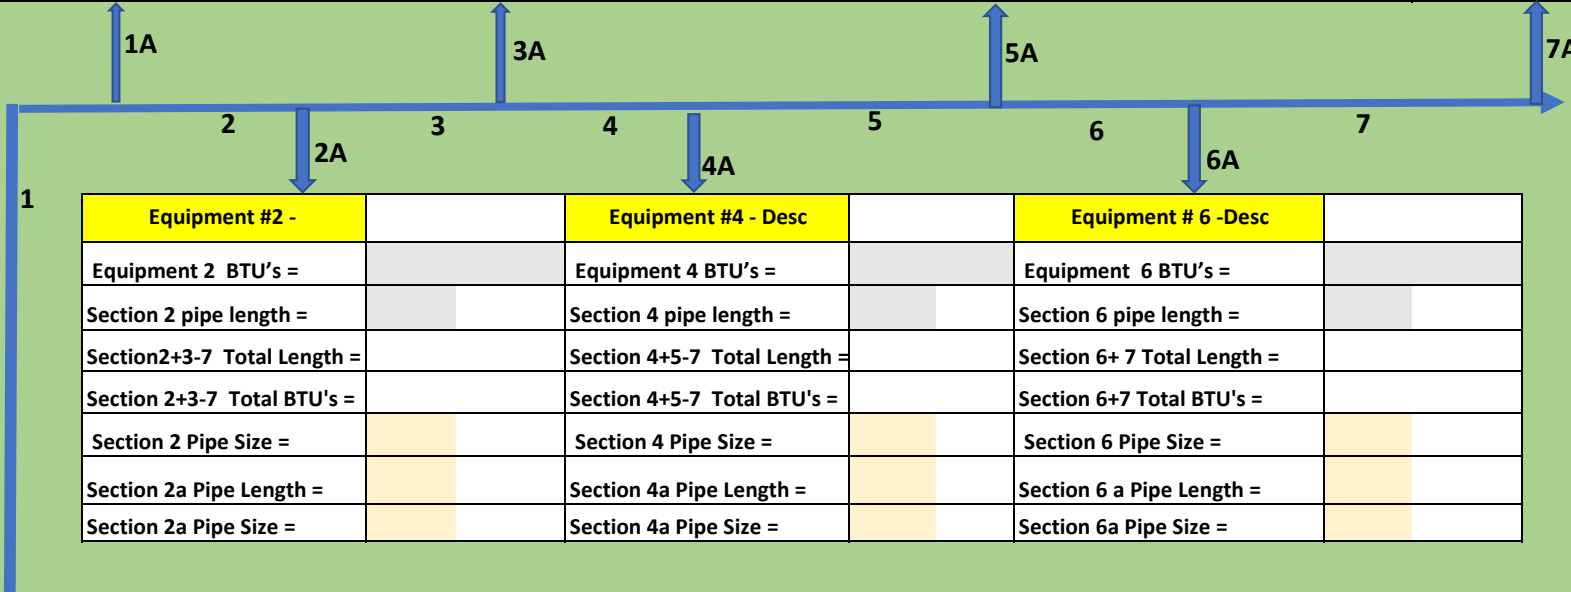 1A
3A
5A
7A
2
3
4
5
6
7
2A
4A
6A
1
Equipment #2 -
Equipment #4 - Desc
Equipment # 6 -Desc
Equipment 2  BTU’s =
Equipment 4 BTU’s =
Equipment  6 BTU’s =
Section 2 pipe length =
Section 4 pipe length =
Section 6 pipe length =
Section2+3-7  Total Length =
Section 4+5-7  Total Length =
Section 6+ 7 Total Length =
Section 2+3-7  Total BTU's =
Section 4+5-7  Total BTU's =
Section 6+7 Total BTU's =
Section 2 Pipe Size =
Section 4 Pipe Size =
Section 6 Pipe Size =
Section 2a Pipe Length =
Section 4a Pipe Length =
Section 6 a Pipe Length =
Section 2a Pipe Size =
Section 4a Pipe Size =
Section 6a Pipe Size =